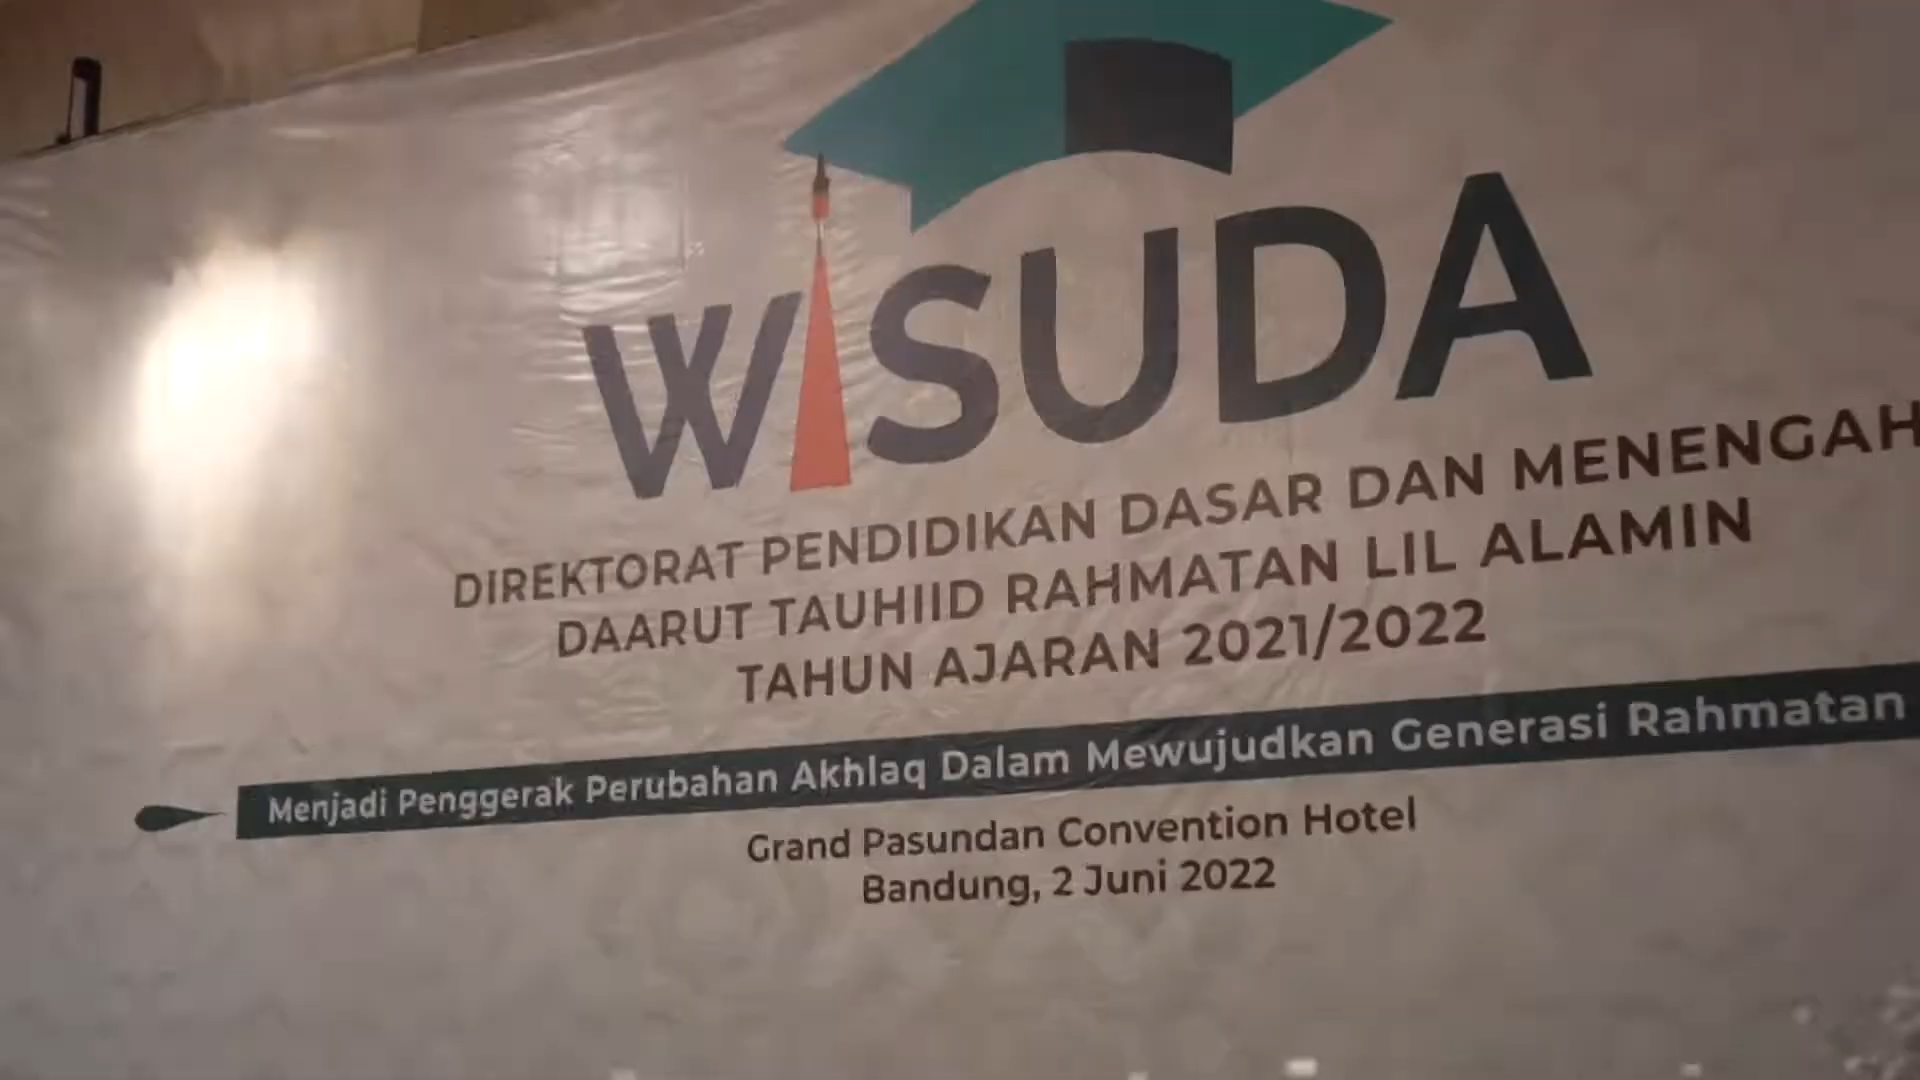 WISUDA
DIREKTORAT PENDIDIKAN DASAR DAN MENENGAH
DAARUT TAUHIID RAHMATAN LIL ALAMIN
TAHUN AJARAN 2021/2022
Menjadi Penggerak Perubahan Akhlaq Dalam Mewujudkan Generasi Rahmatan
Grand Pasundan Convention Hotel
Bandung, 2 Juni 2022